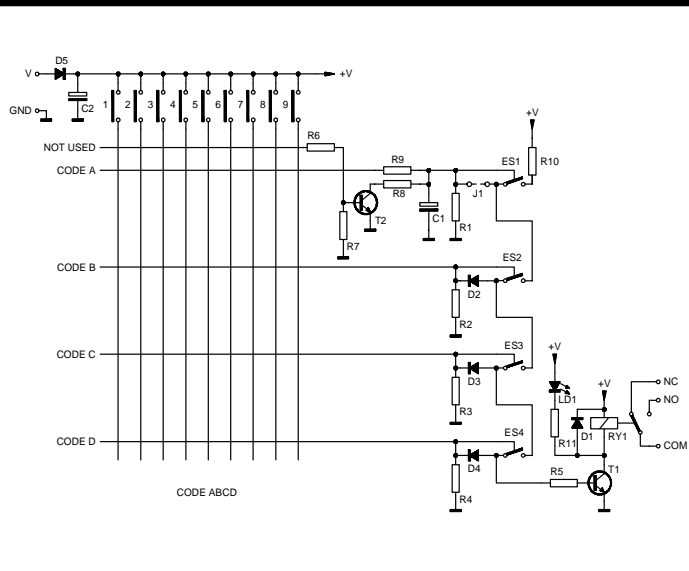 D5
V
+V
C2
GND
1 2 3 4 5 6 7 8 9
NOT USED
R6
+V
CODE A
R9
ES1
R10
R8
J1
T2
C1
R1
R7
CODE B
ES2
D2
R2
CODE C
ES3
+V
D3
LD1
+V
NC
NO
R3
CODE D
ES4
R11
D1
RY1
COM
D4
R5
T1
R4
CODE ABCD